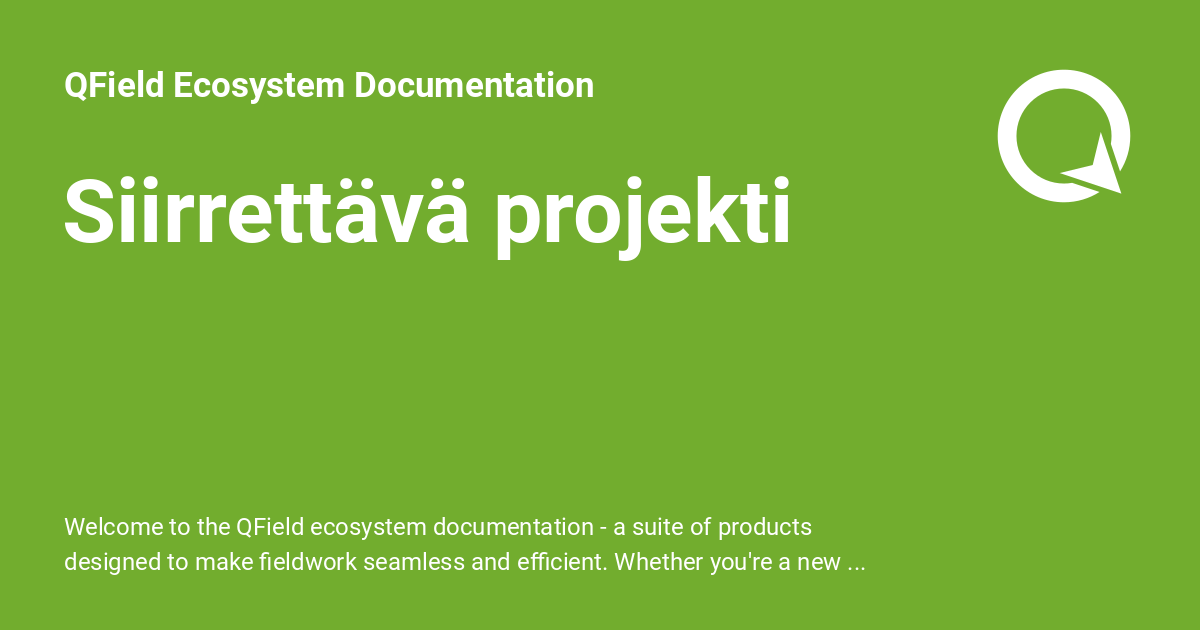 QField Ecosystem Documentation
Siirrettävä projekti
Welcome to the QField ecosystem documentation - a suite of products
designed to make fieldwork seamless and efficient. Whether you're a new ...